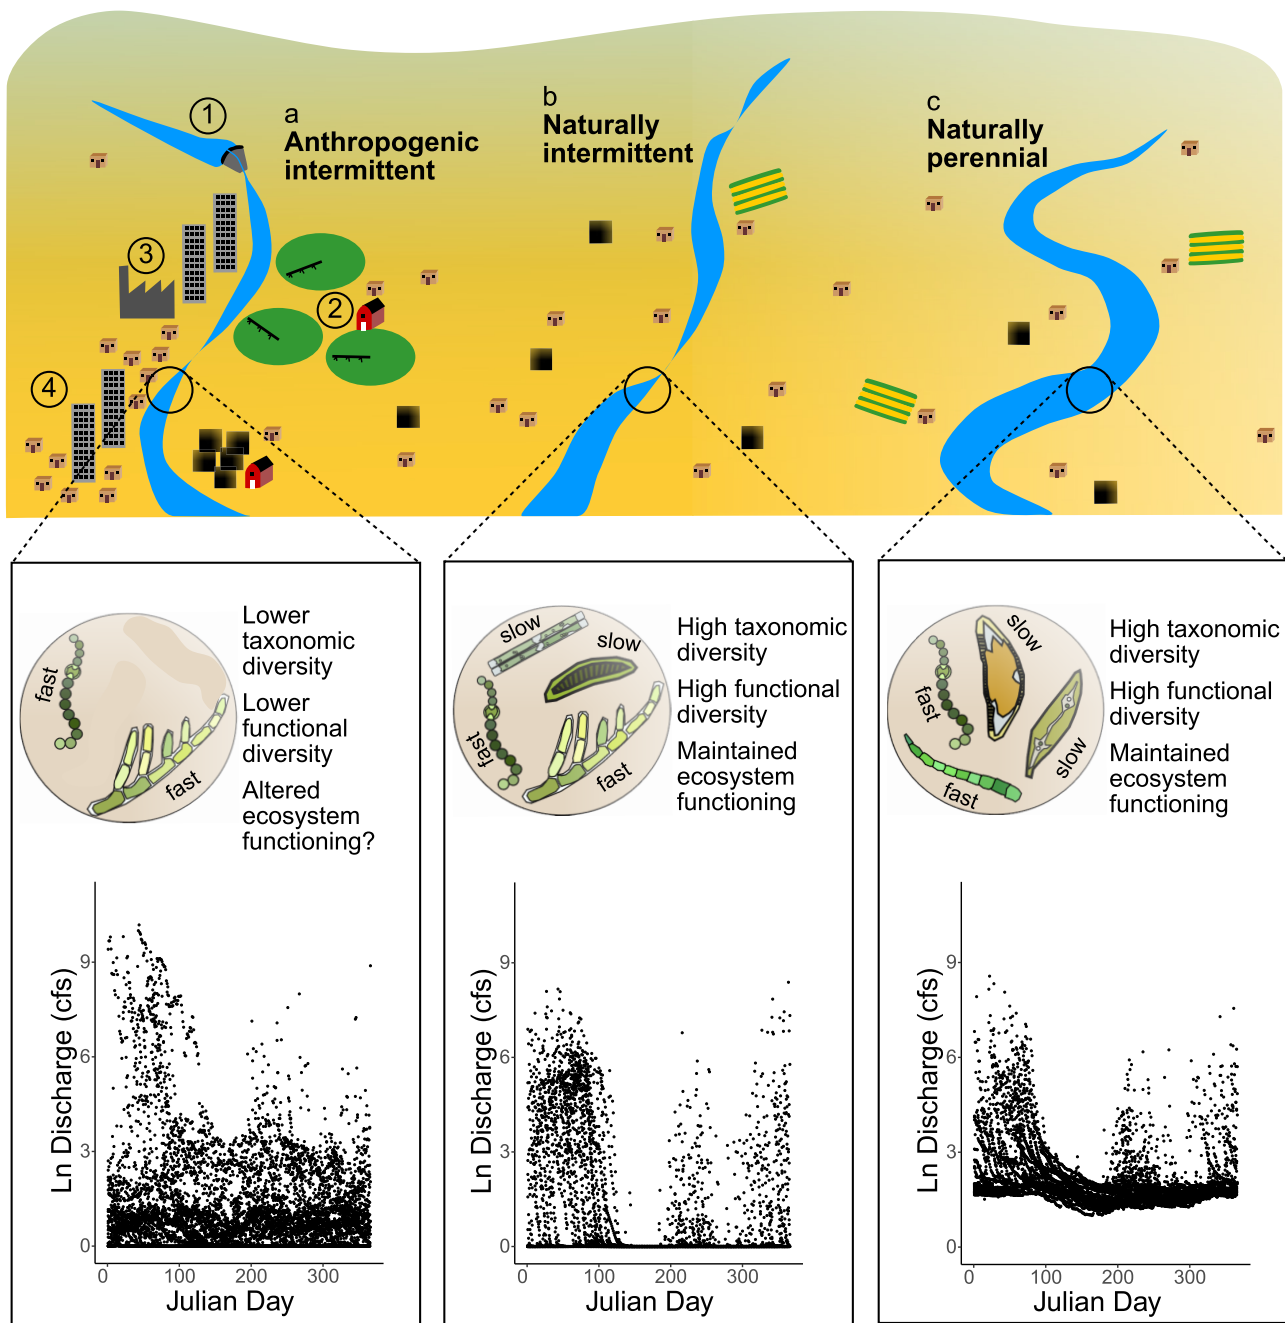 1
a
Anthropogenic
intermittent
b
Naturally
intermittent
c
Naturally
perennial
3
2
4
fast
fast
Lower
taxonomic
diversity
Lower
functional
diversity
Altered
ecosystem
functioning?
slow
slow
fast
fast
High taxonomic
diversity
High functional
diversity
Maintained
ecosystem
functioning
slow
fast
slow
fast
High taxonomic
diversity
High functional
diversity
Maintained
ecosystem
functioning
Ln Discharge (cfs)
9
6
3
0
0 100 200 300
Julian Day
Ln Discharge (cfs)
9
6
3
0
0 100 200 300
Julian Day
Ln Discharge (cfs)
9
6
3
0
0 100 200 300
Julian Day